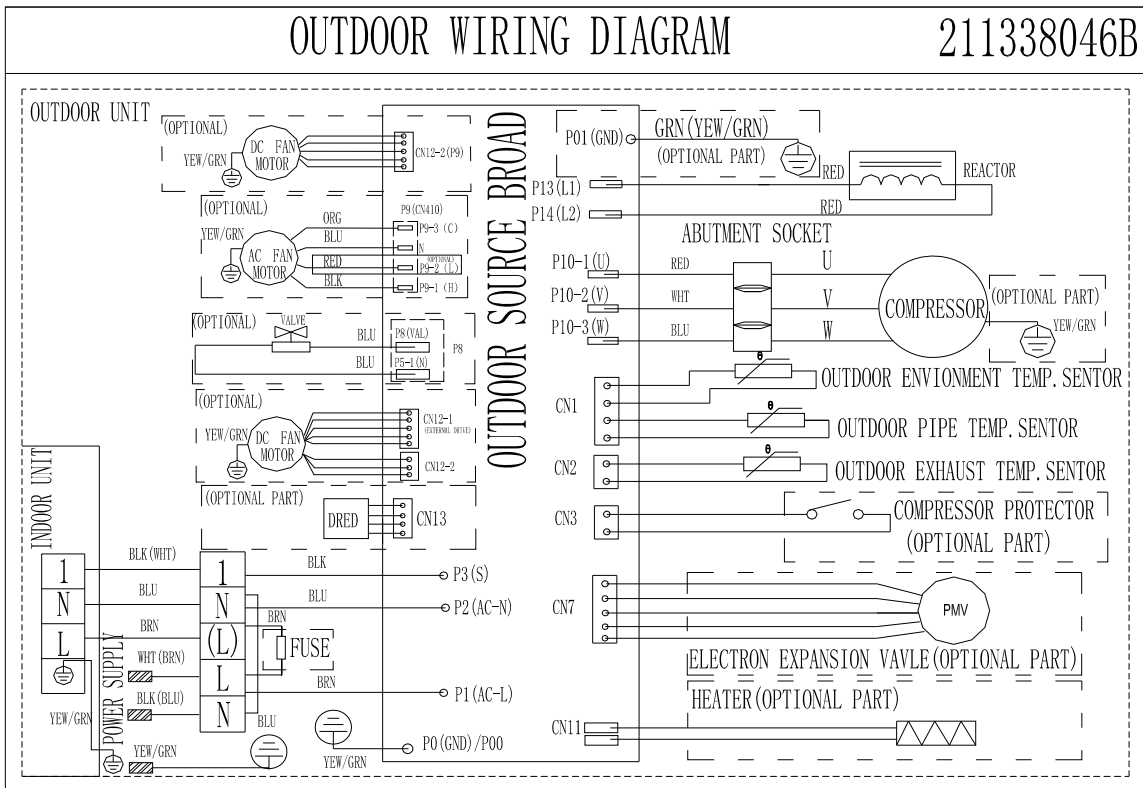 OUTDOOR WIRING DIAGRAM
211338046B
OUTDOOR UNIT
(OPTIONAL)
DC FAN
MOTOR
YEW/GRN
CN12-2(P9)
(OPTIONAL)
P9(CN410)
ORG
P9-3 (C)
BLU
N
YEW/GRN
AC FAN
MOTOR
RED
(OPTIONAL)
P9-2 (L)
BLK
P9-1 (H)
(OPTIONAL)
VALVE
BLU
P8(VAL)
P8
BLU
P5-1(N)
(OPTIONAL)
YEW/GRN
DC FAN
MOTOR
CN12-1
(EXTERNAL DRIVE)
CN12-2
(OPTIONAL PART)
DRED
CN13
OUTDOOR SOURCE BROAD
INDOOR UNIT
1
N
L
BLK(WHT)
BLU
BRN
WHT(BRN)
BLK(BLU)
YEW/GRN
YEW/GRN
POWER SUPPLY
1
N
(L)
L
N
BLK
P3(S)
BLU
P2(AC-N)
BRN
FUSE
BRN
P1(AC-L)
BLU
YEW/GRN
P0(GND)/P00
P01(GND)
GRN(YEW/GRN)
(OPTIONAL PART)
P13(L1)
RED
REACTOR
P14(L2)
RED
ABUTMENT SOCKET
P10-1(U)
RED
U
P10-2(V)
WHT
V
P10-3(W)
BLU
W
COMPRESSOR
(OPTIONAL PART)
YEW/GRN
CN1
θ
OUTDOOR ENVIONMENT TEMP.SENTOR
θ
OUTDOOR PIPE TEMP.SENTOR
CN2
θ
OUTDOOR EXHAUST TEMP.SENTOR
CN3
COMPRESSOR PROTECTOR
(OPTIONAL PART)
CN7
PMV
ELECTRON EXPANSION VAVLE(OPTIONAL PART)
HEATER(OPTIONAL PART)
CN11